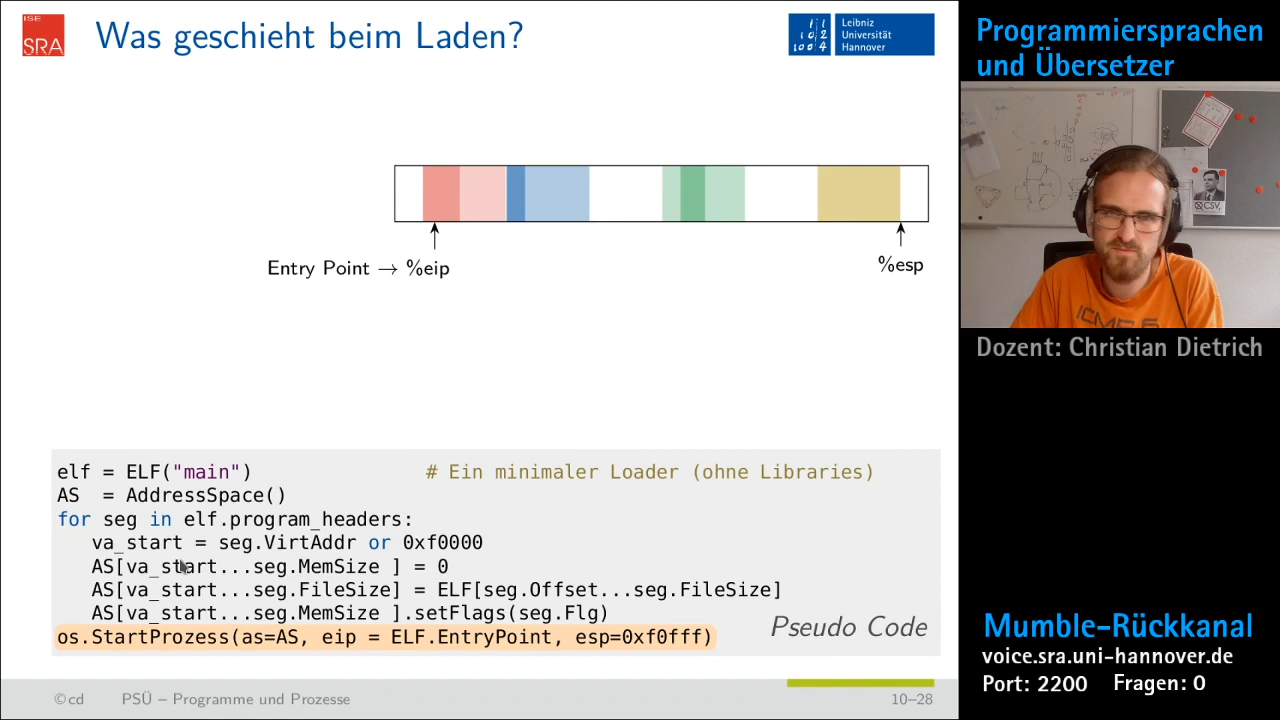 ISE
SRA
Was geschieht beim Laden?
Leibniz
Universität
Hannover
Entry Point → %eip
%esp
elf = ELF("main") # Ein minimaler Loader (ohne Libraries)
AS = AddressSpace()
for seg in elf.program_headers:
va_start = seg.VirtAddr or 0xf0000
AS[va_start...seg.MemSize ] = 0
AS[va_start...seg.FileSize] = ELF[seg.Offset...seg.FileSize]
AS[va_start...seg.MemSize ].setFlags(seg.Flg)
os.StartProzess(as=AS, eip = ELF.EntryPoint, esp=0xf0fff)
Pseudo Code
©cd PSÜ – Programme und Prozesse 10–28
Programmiersprachen
und Übersetzer
CSV,
Dozent: Christian Dietrich
Mumble-Rückkanal
voice.sra.uni-hannover.de
Port: 2200 Fragen: 0